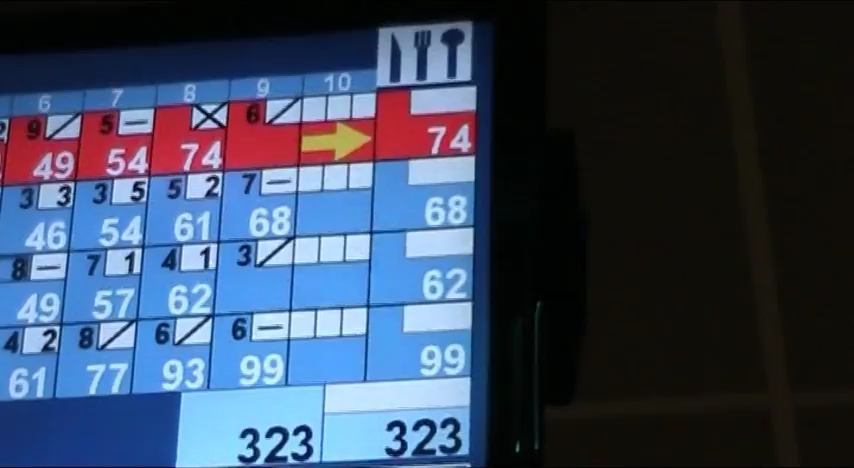 6 7 8 9 10
2 9 / 5 – X 6 /
49 54 74 74
3 3 3 5 5 2 7 –
46 54 61 68 68
8 – 7 1 4 1 3 /
49 57 62 62
4 2 8 / 6 / 6 –
61 77 93 99 99
323 323